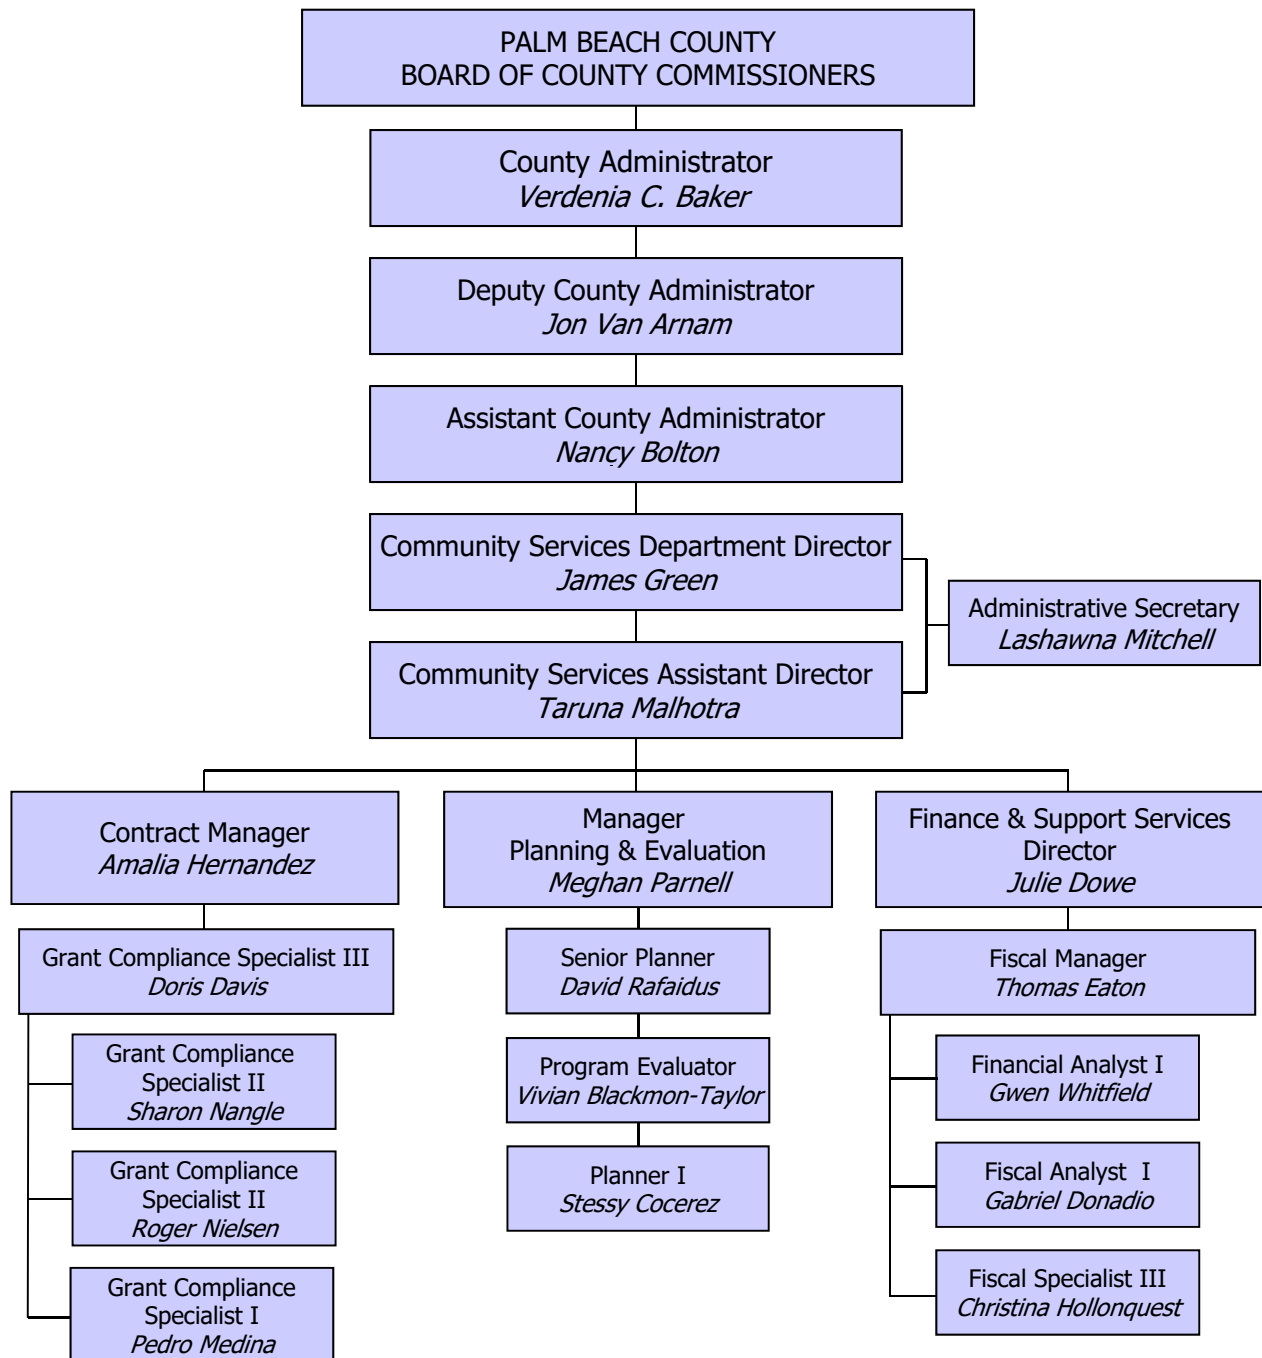 PALM BEACH COUNTY
BOARD OF COUNTY COMMISSIONERS
County Administrator
Verdenia C. Baker
Deputy County Administrator
Jon Van Arnam
Assistant County Administrator
Nancy Bolton
Community Services Department Director
James Green
Administrative Secretary
Lashawna Mitchell
Community Services Assistant Director
Taruna Malhotra
Contract Manager
Amalia Hernandez
Manager
Planning & Evaluation
Meghan Parnell
Finance & Support Services
Director
Julie Dowe
Grant Compliance Specialist III
Doris Davis
Grant Compliance
Specialist II
Sharon Nangle
Grant Compliance
Specialist II
Roger Nielsen
Grant Compliance
Specialist I
Pedro Medina
Senior Planner
David Rafaidus
Program Evaluator
Vivian Blackmon-Taylor
Planner I
Stessy Cocerez
Fiscal Manager
Thomas Eaton
Financial Analyst I
Gwen Whitfield
Fiscal Analyst I
Gabriel Donadio
Fiscal Specialist III
Christina Hollonquest